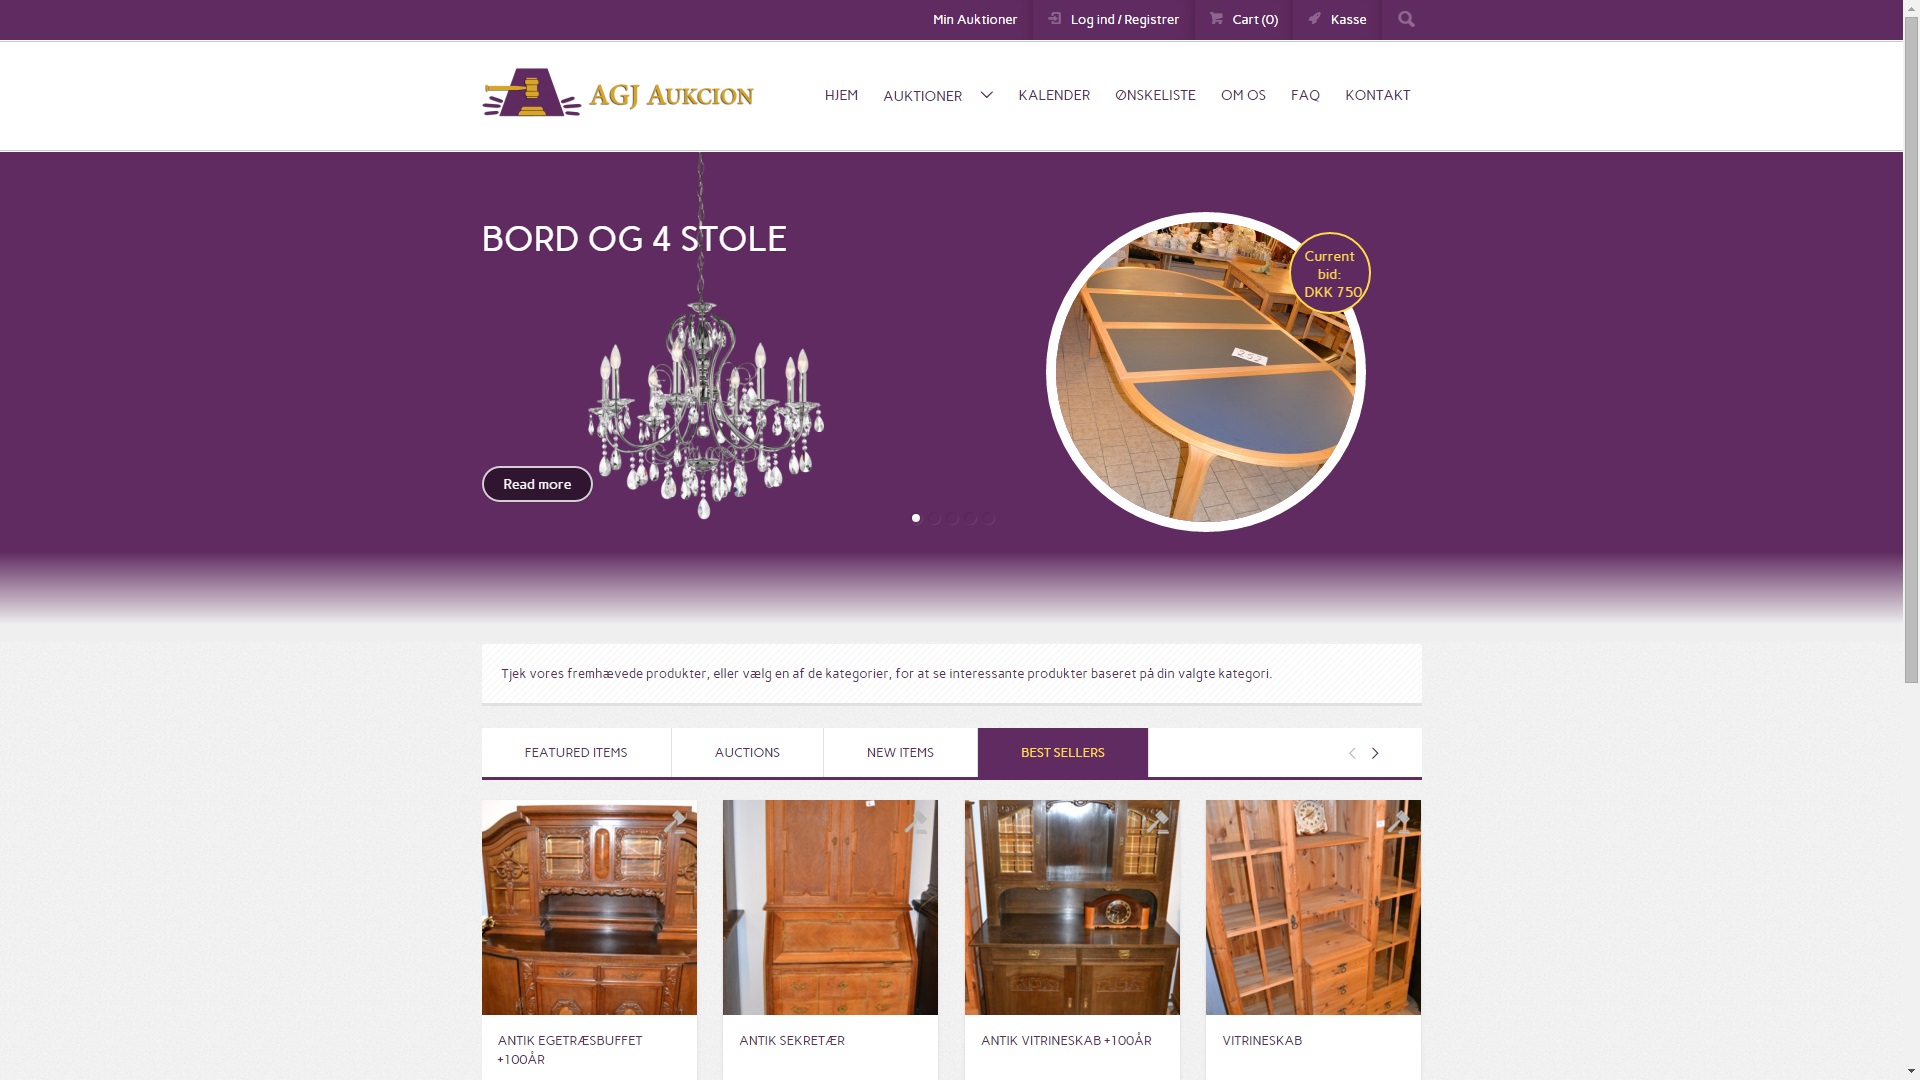 Min Auktioner
Log ind / Registrer
Cart (0)
Kasse
AGJ AUKCION
HJEM
AUKTIONER
KALENDER
ØNSKELISTE
OM OS
FAQ
KONTAKT
BORD OG 4 STOLE
Current
bid:
DKK 750
252
Read more
Tjek vores fremhævede produkter, eller vælg en af de kategorier, for at se interessante produkter baseret på din valgte kategori.
FEATURED ITEMS
AUCTIONS
NEW ITEMS
BEST SELLERS
ANTIK EGETRÆSBUFFET
+100ÅR
ANTIK SEKRETÆR
ANTIK VITRINESKAB +100ÅR
VITRINESKAB